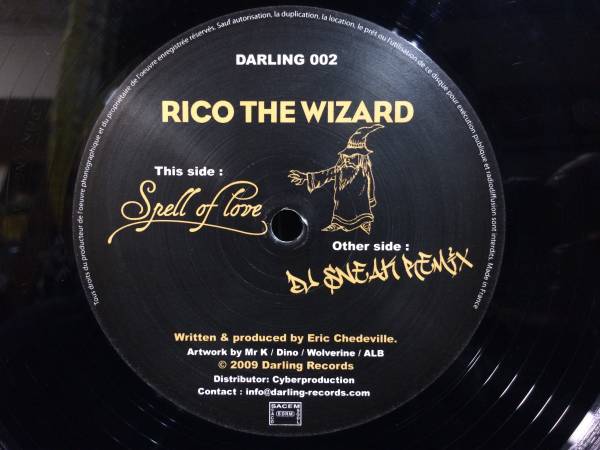 DARLING 002
RICO THE WIZARD
This side :
Spell of love
Other side :
DJ SNEAK REMIX
Written & produced by Eric Chedeville.
Artwork by Mr K / Dino / Wolverine / ALB
© 2009 Darling Records
Distributor: Cyberproduction
Contact : info@darling-records.com
SACEM
SDRM
Tous droits du producteur de l'oeuvre phonographique et du propriétaire de l'oeuvre enregistrée réservés. Sauf autorisation, la duplication, la location, le prêt ou l'utilisation de ce disque pour exécution publique et radiodiffusion sont interdits. Made in France